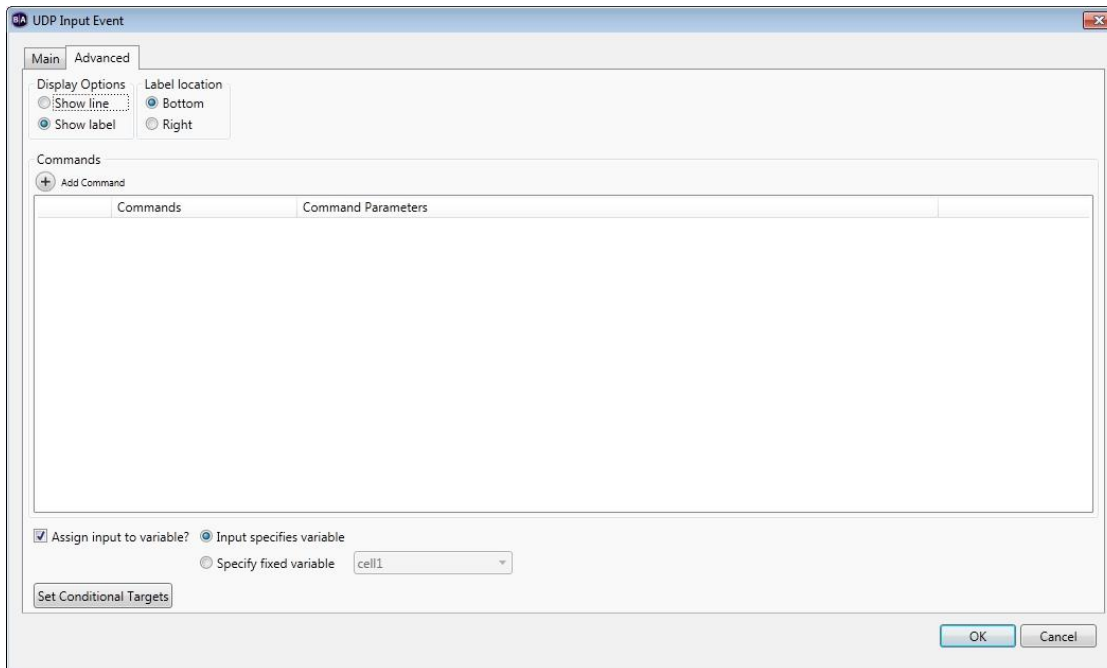 BA UDP Input Event
Main Advanced
Display Options Label location
Show line Bottom
Show label Right
Commands
+ Add Command
Commands Command Parameters
Assign input to variable? Input specifies variable
Specify fixed variable cell1
Set Conditional Targets
OK Cancel